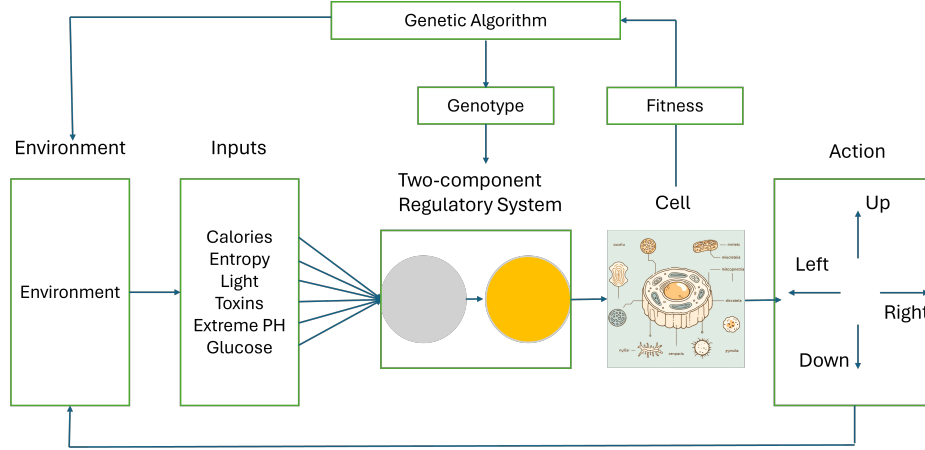 Genetic Algorithm
Genotype
Fitness
Environment
Inputs
Two-component
Regulatory System
Cell
Action
Environment
Calories
Entropy
Light
Toxins
Extreme PH
Glucose
Up
Left
Right
Down